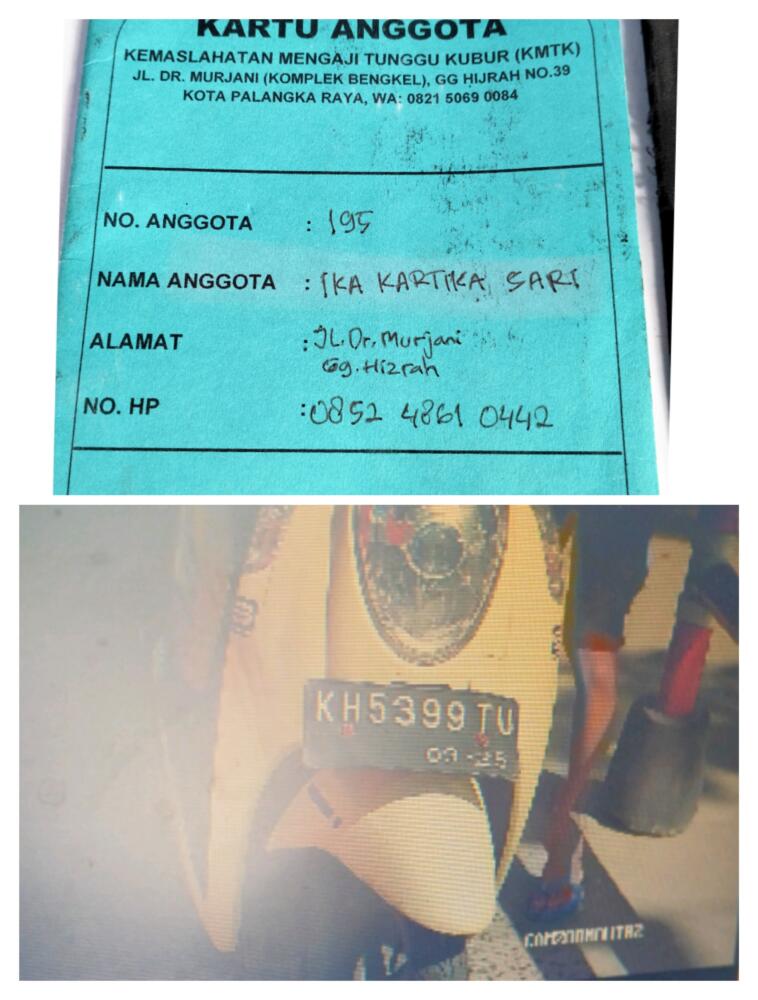 KARTU ANGGOTA
KEMASLAHATAN MENGAJI TUNGGU KUBUR (KMTK)
JL. DR. MURJANI (KOMPLEK BENGKEL), GG HIJRAH NO.39
KOTA PALANGKA RAYA, WA: 0821 5069 0084
NO. ANGGOTA : 195
NAMA ANGGOTA : IKA KARTIKA SARI
ALAMAT : JL. Dr. Murjani
Gg. Hizrah
NO. HP : 0852 4861 0442
KH 5399 TU
09-25